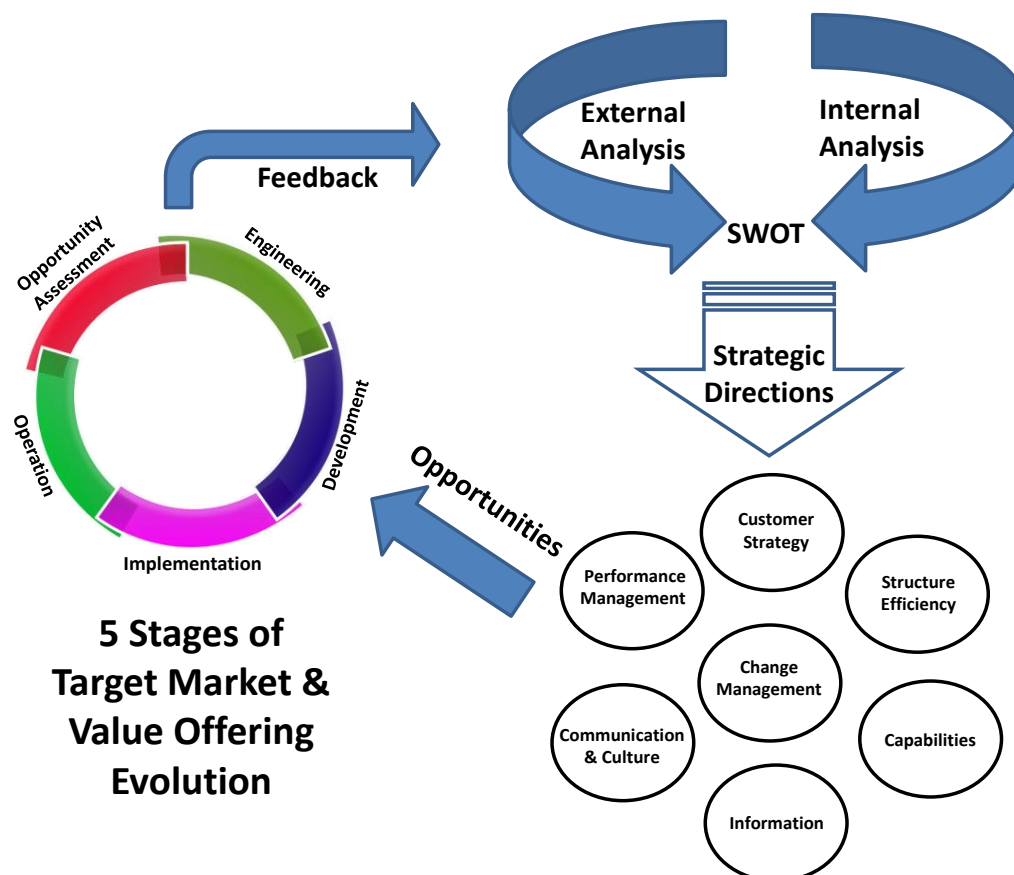 External
Analysis
Internal
Analysis
Feedback
SWOT
Opportunity
Assessment
Engineering
Development
Implementation
Operation
Strategic
Directions
Opportunities
Customer
Strategy
Performance
Management
Structure
Efficiency
Change
Management
Communication
& Culture
Capabilities
Information
5 Stages of
Target Market &
Value Offering
Evolution